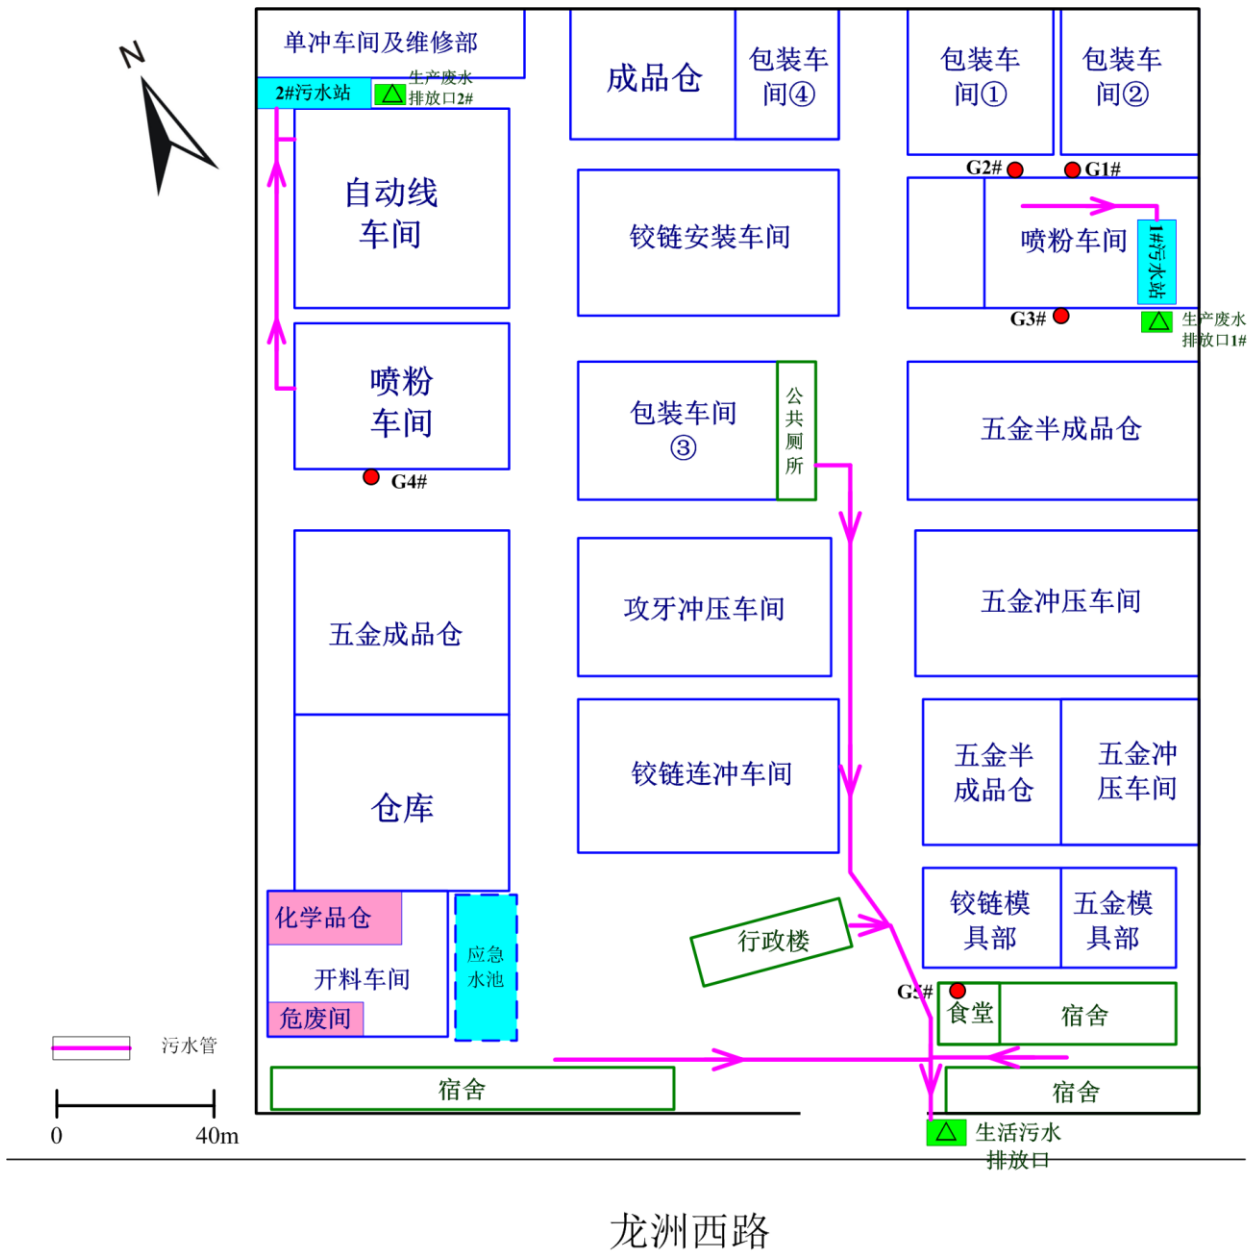 N
单冲车间及维修部
2#污水站
生产废水
排放口2#
成品仓
包装车
间④
包装车
间①
包装车
间②
G2#
G1#
自动线
车间
铰链安装车间
喷粉车间
1#污水站
G3#
生产废水
排放口1#
喷粉
车间
G4#
包装车间
③
公共厕所
五金半成品仓
五金成品仓
攻牙冲压车间
五金冲压车间
仓库
铰链连冲车间
五金半
成品仓
五金冲
压车间
化学品仓
开料车间
危废间
应急
水池
行政楼
铰链模
具部
五金模
具部
G5#
食堂
宿舍
污水管
0
40m
宿舍
宿舍
生活污水
排放口
龙洲西路